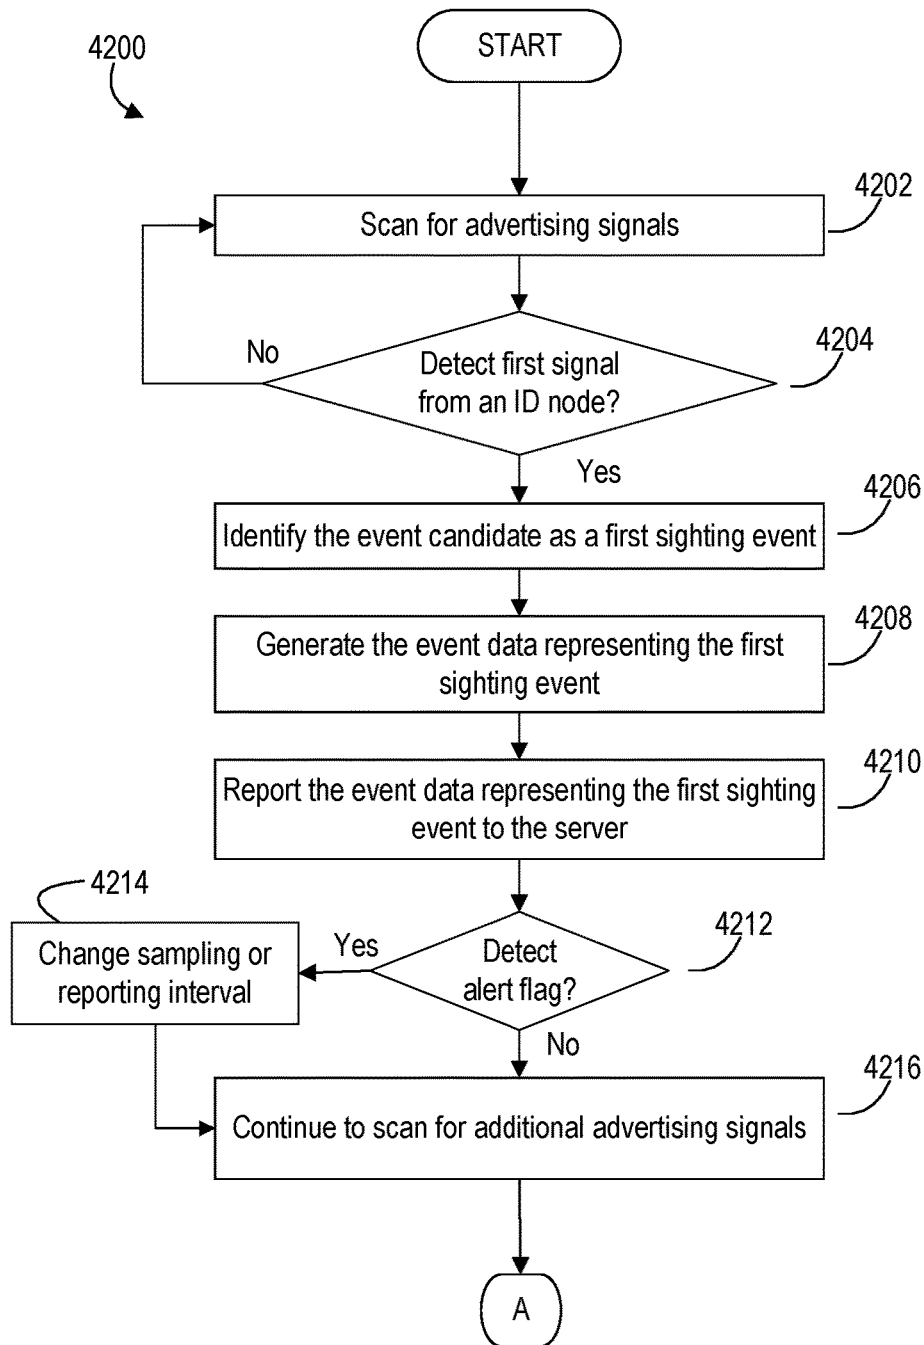 4200
START
4202
Scan for advertising signals
4204
No
Detect first signal
from an ID node?
Yes
4206
Identify the event candidate as a first sighting event
4208
Generate the event data representing the first
sighting event
4210
Report the event data representing the first sighting
event to the server
4214
4212
Yes
Change sampling or
reporting interval
Detect
alert flag?
No
4216
Continue to scan for additional advertising signals
A